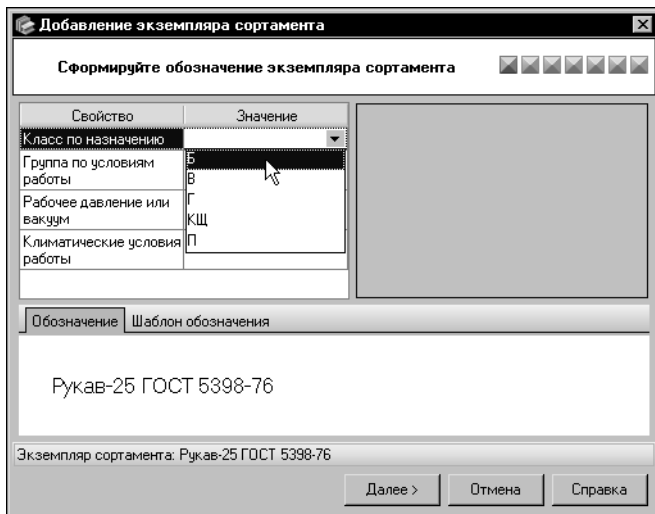 Добавление экземпляра сортамента
Сформируйте обозначение экземпляра сортамента
Свойство Значение
Класс по назначению
Группа по условиям
работы
Рабочее давление или
вакуум
Климатические условия
работы
Б
В
Г
КЩ
П
Обозначение Шаблон обозначения
Рукав-25 ГОСТ 5398-76
Экземпляр сортамента: Рукав-25 ГОСТ 5398-76
Далее > Отмена Справка